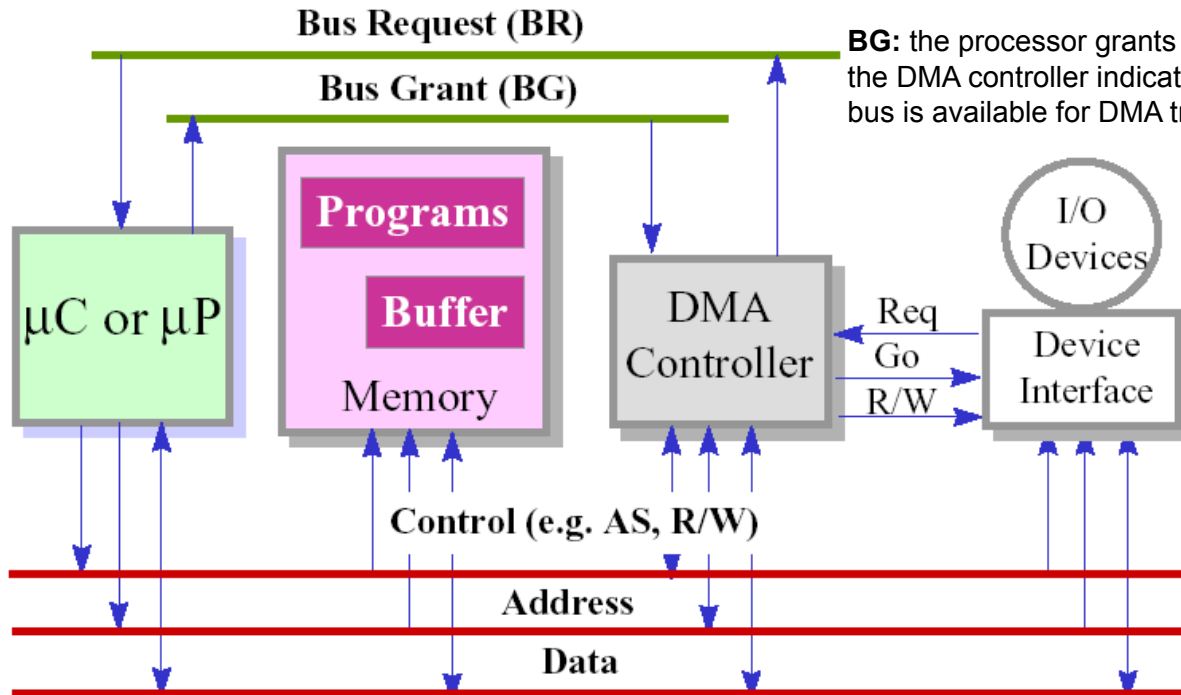 Bus Request (BR)
BG: the processor grants
the DMA controller indicat
bus is available for DMA
Bus Grant (BG)
Programs
Buffer
Memory
μC or μP
DMA
Controller
Req
Go
R/W
I/O
Devices
Device
Interface
Control (e.g. AS, R/W)
Address
Data